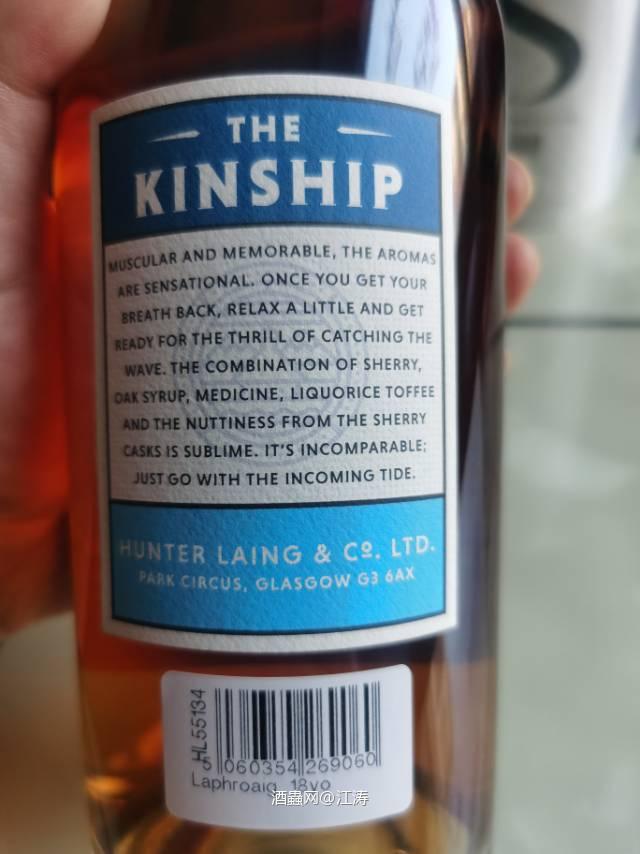 THE
KINSHIP
MUSCULAR AND MEMORABLE, THE AROMAS
ARE SENSATIONAL. ONCE YOU GET YOUR
BREATH BACK, RELAX A LITTLE AND GET
READY FOR THE THRILL OF CATCHING THE
WAVE. THE COMBINATION OF SHERRY,
OAK SYRUP, MEDICINE, LIQUORICE TOFFEE
AND THE NUTTINESS FROM THE SHERRY
CASKS IS SUBLIME. IT'S INCOMPARABLE;
JUST GO WITH THE INCOMING TIDE.
HUNTER LAING & Cº. LTD.
PARK CIRCUS, GLASGOW G3 6AX
HL55134
5 060354 269060
Laphroaig 18yo
酒蟲网@江涛